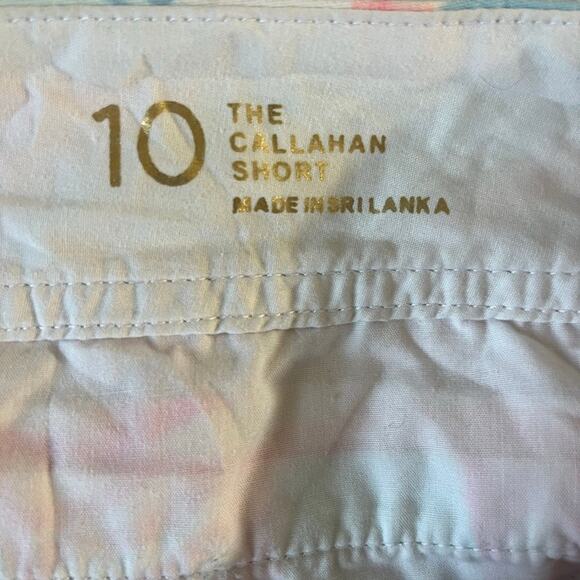 10
THE
CALLAHAN
SHORT
MADE IN SRI LANKA